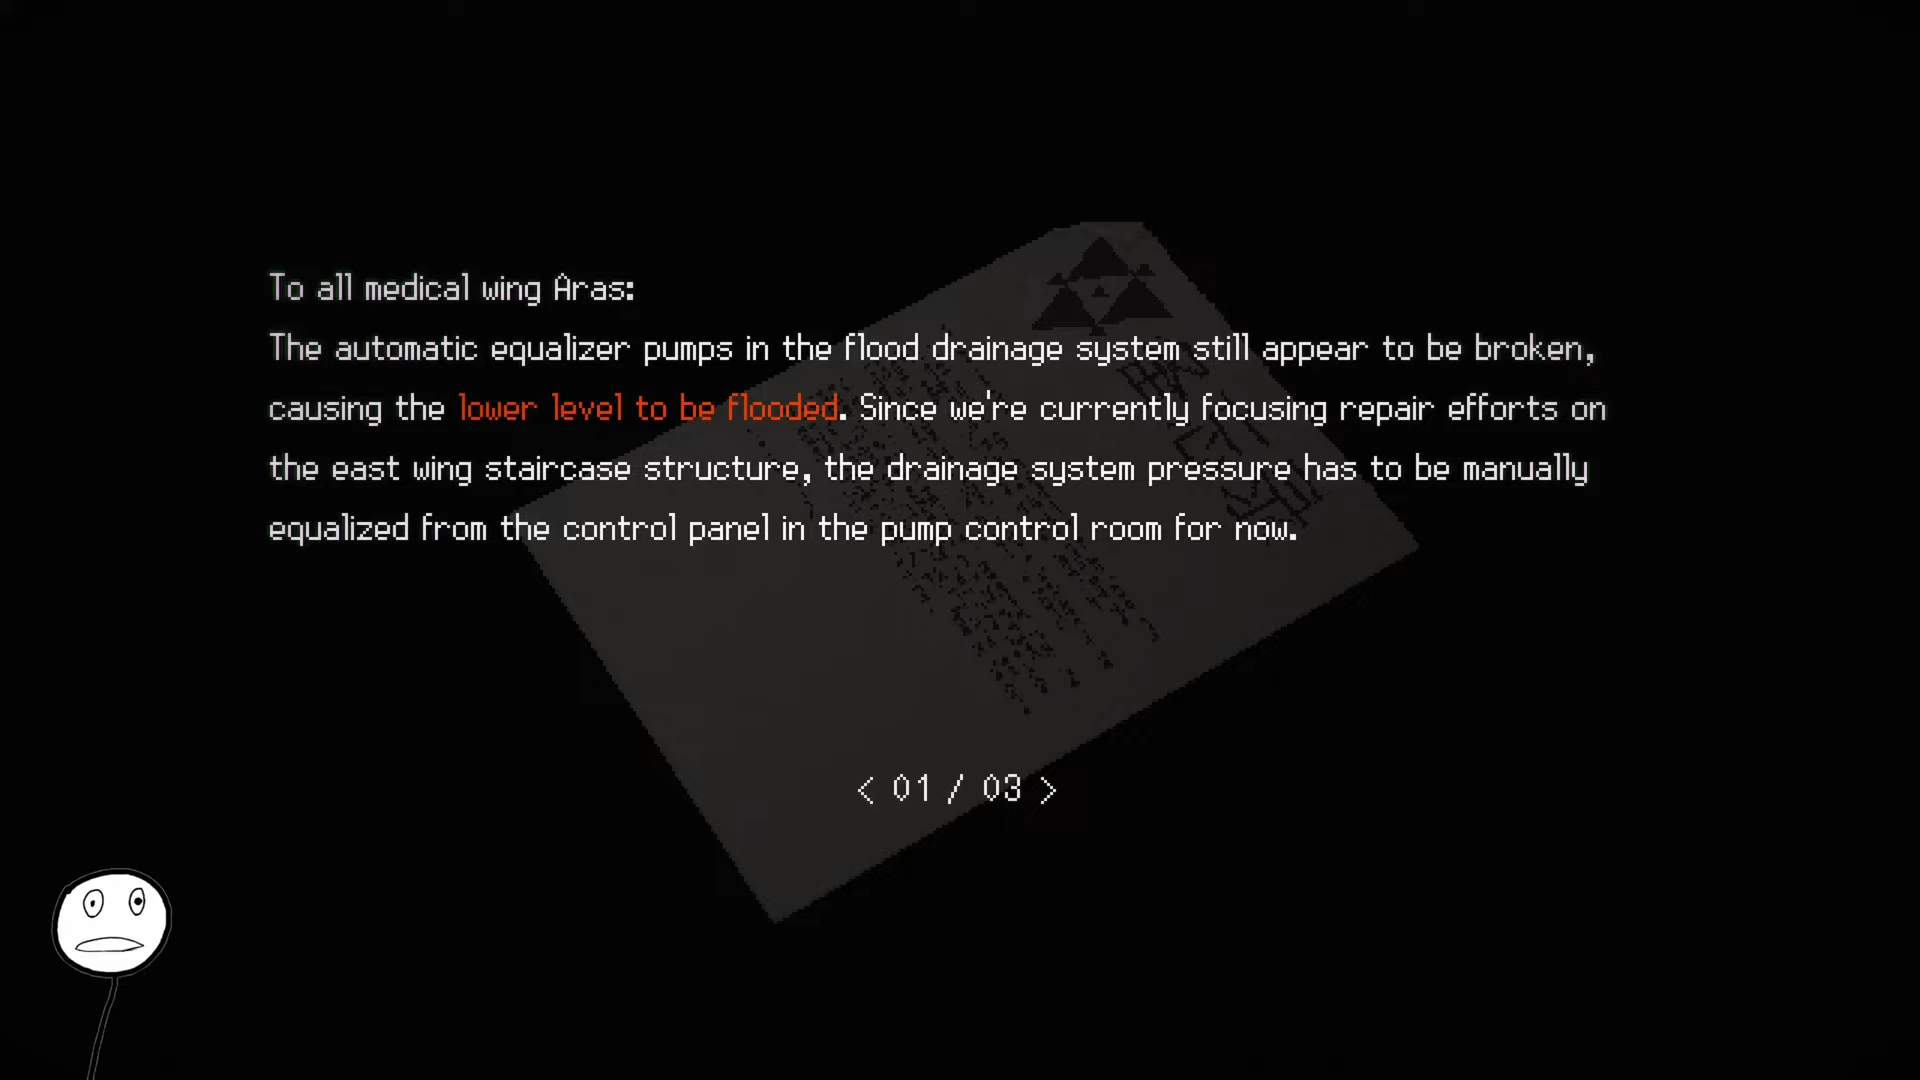 To all medical wing Aras:
The automatic equalizer pumps in the flood drainage system still appear to be broken,
causing the lower level to be flooded. Since we're currently focusing repair efforts on
the east wing staircase structure, the drainage system pressure has to be manually
equalized from the control panel in the pump control room for now.
< 01 / 03 >